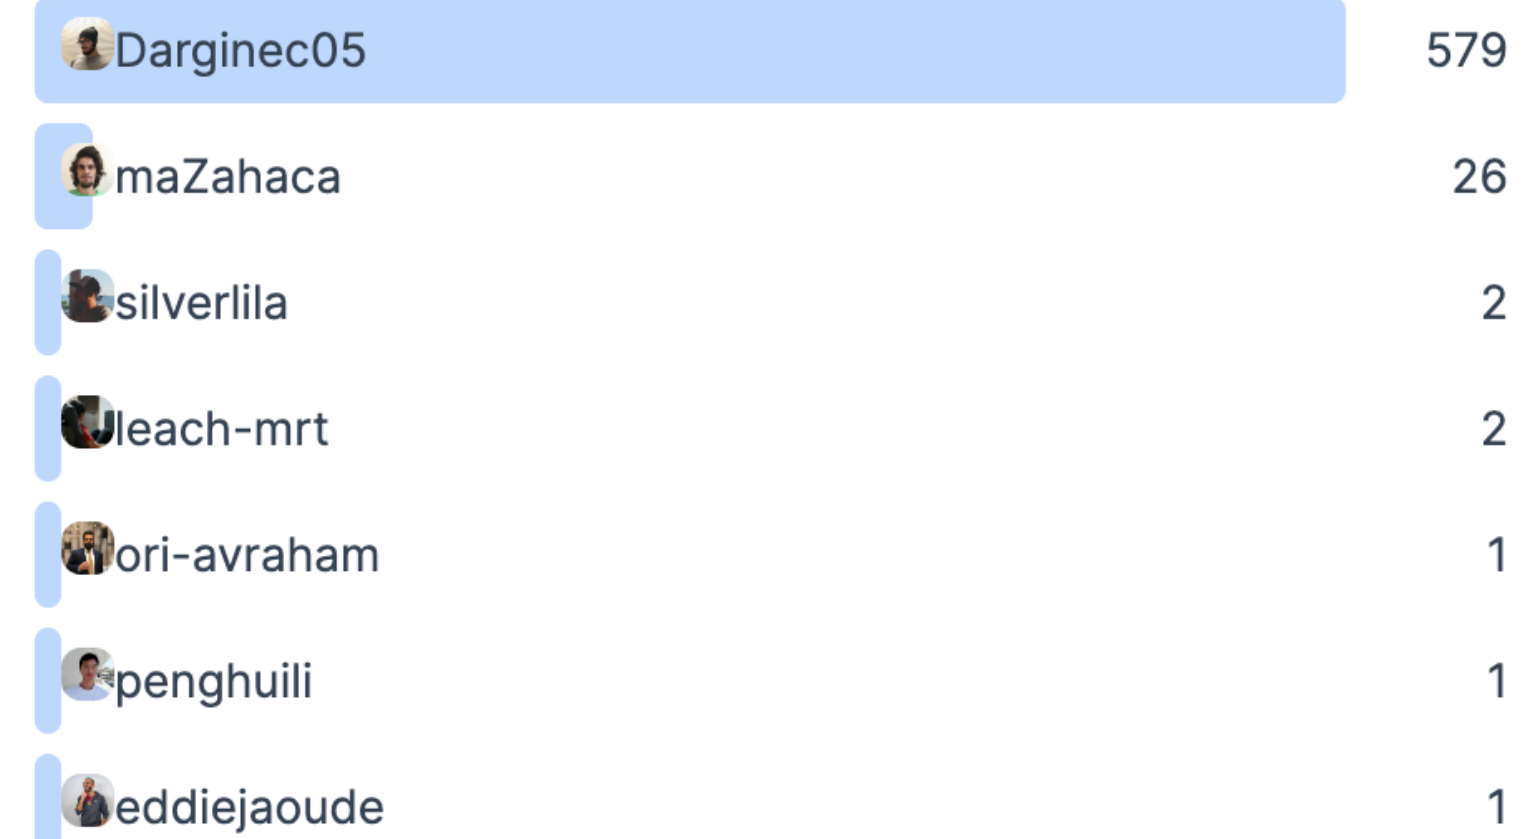 Darginec05 579
maZahaca 26
silverlila 2
leach-mrt 2
ori-avraham 1
penghuili 1
eddiejaoude 1